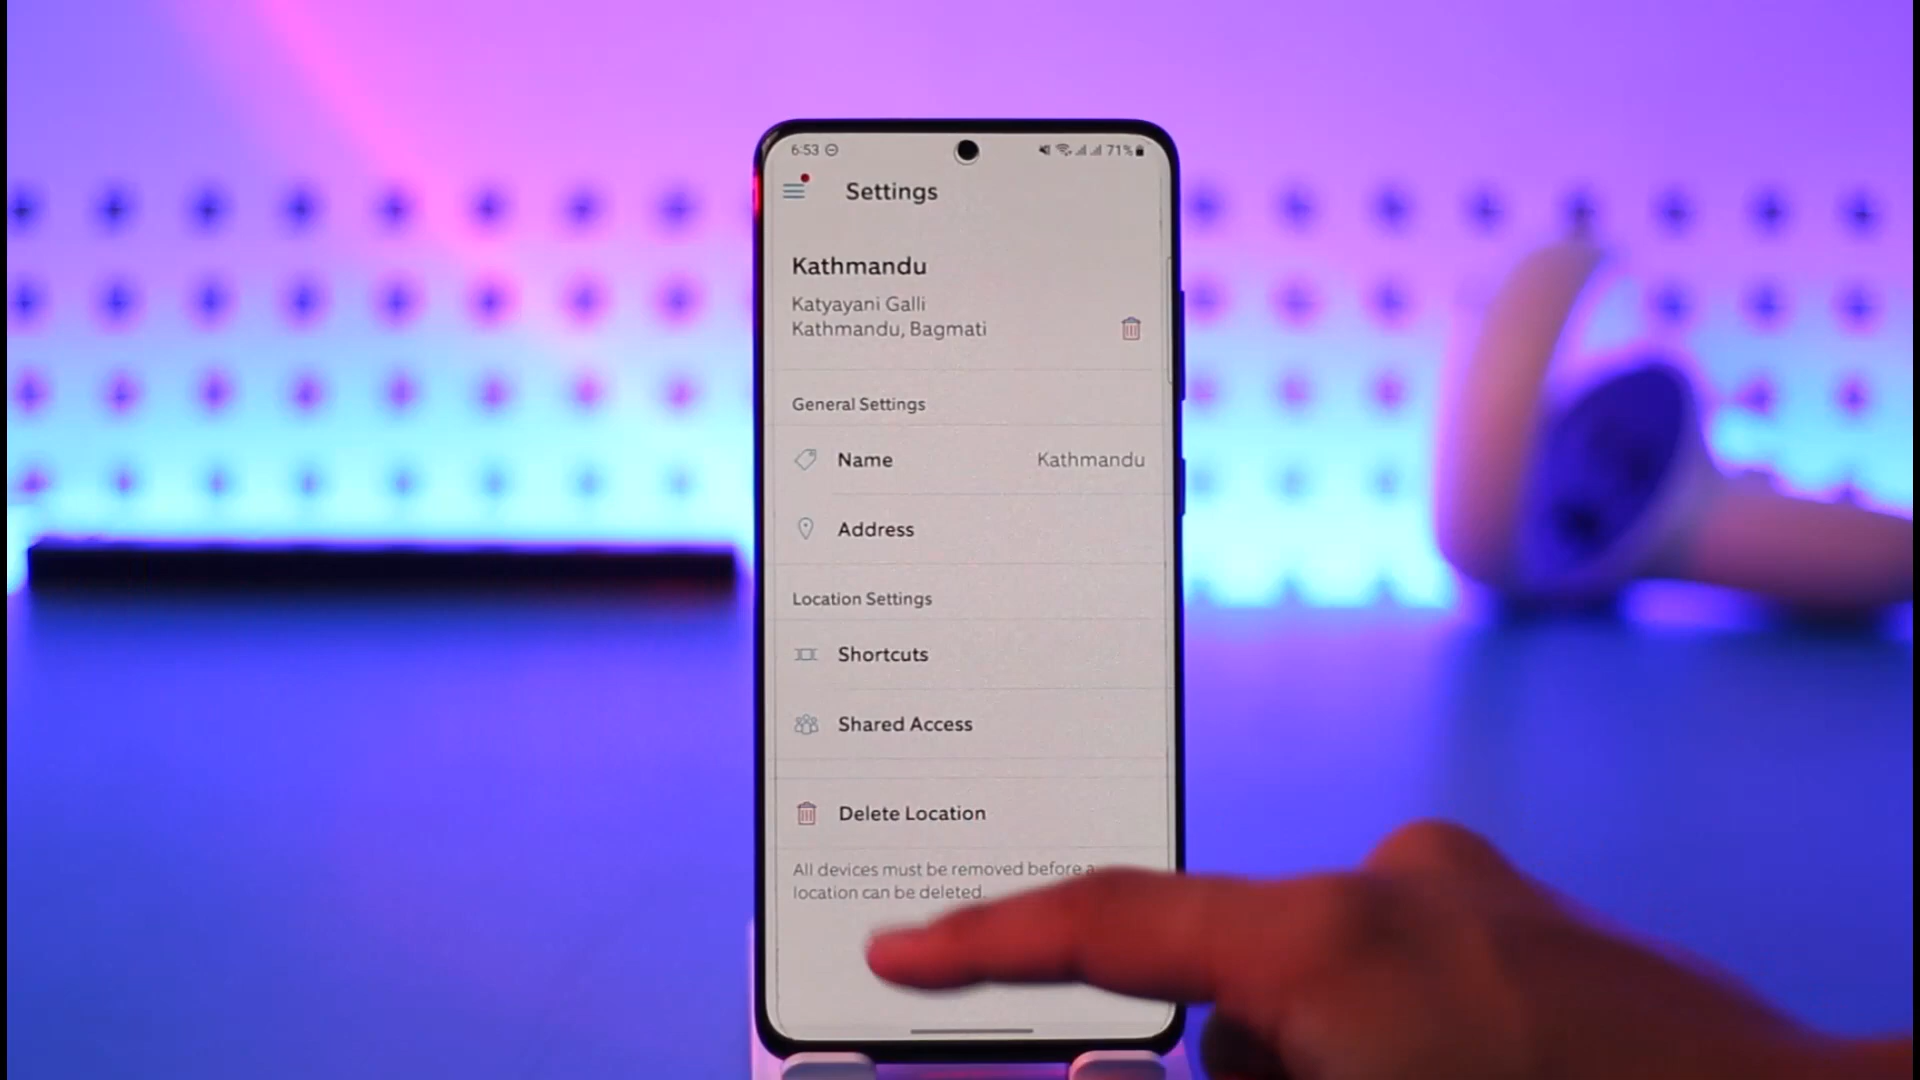 6:53
71%
Settings
Kathmandu
Katyayani Galli
Kathmandu, Bagmati
General Settings
Name Kathmandu
Address
Location Settings
Shortcuts
Shared Access
Delete Location
All devices must be removed before a
location can be deleted.